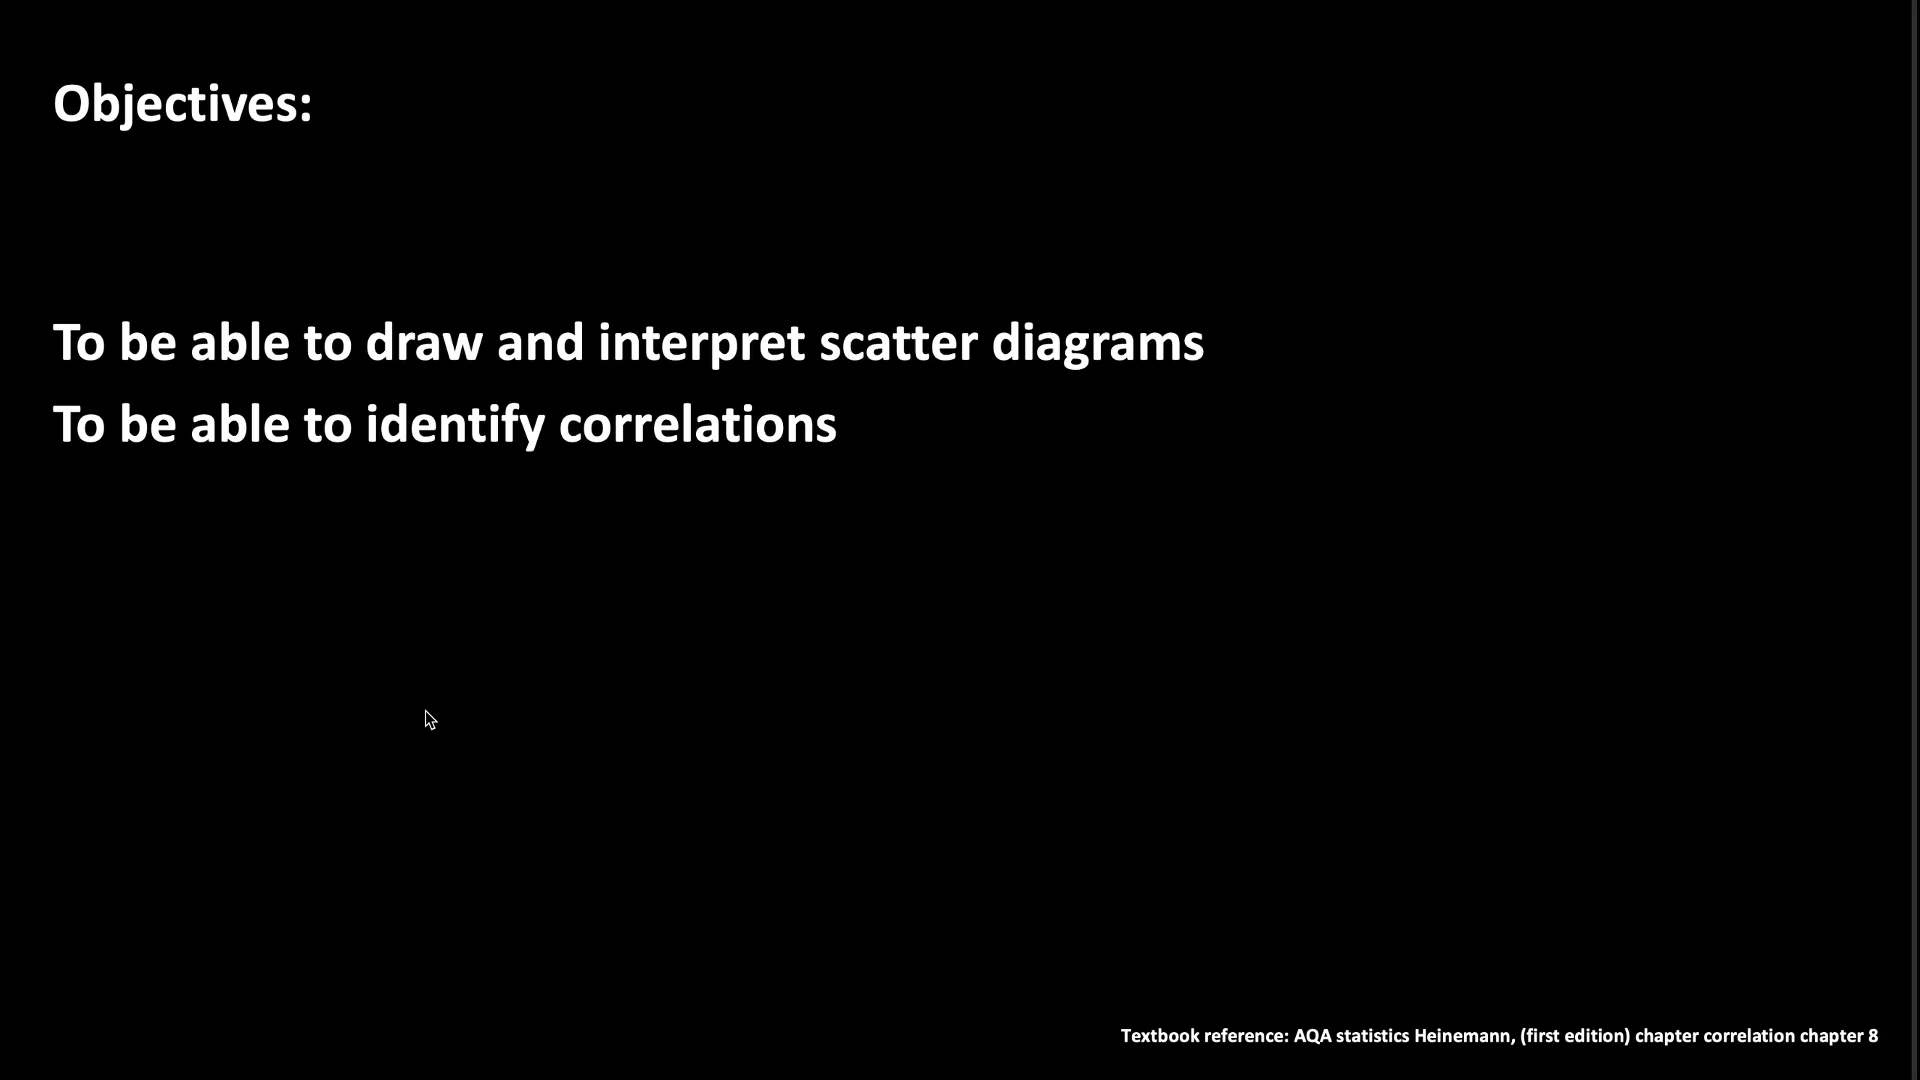 Objectives:
To be able to draw and interpret scatter diagrams
To be able to identify correlations
Textbook reference: AQA statistics Heinemann, (first edition) chapter correlation chapter 8